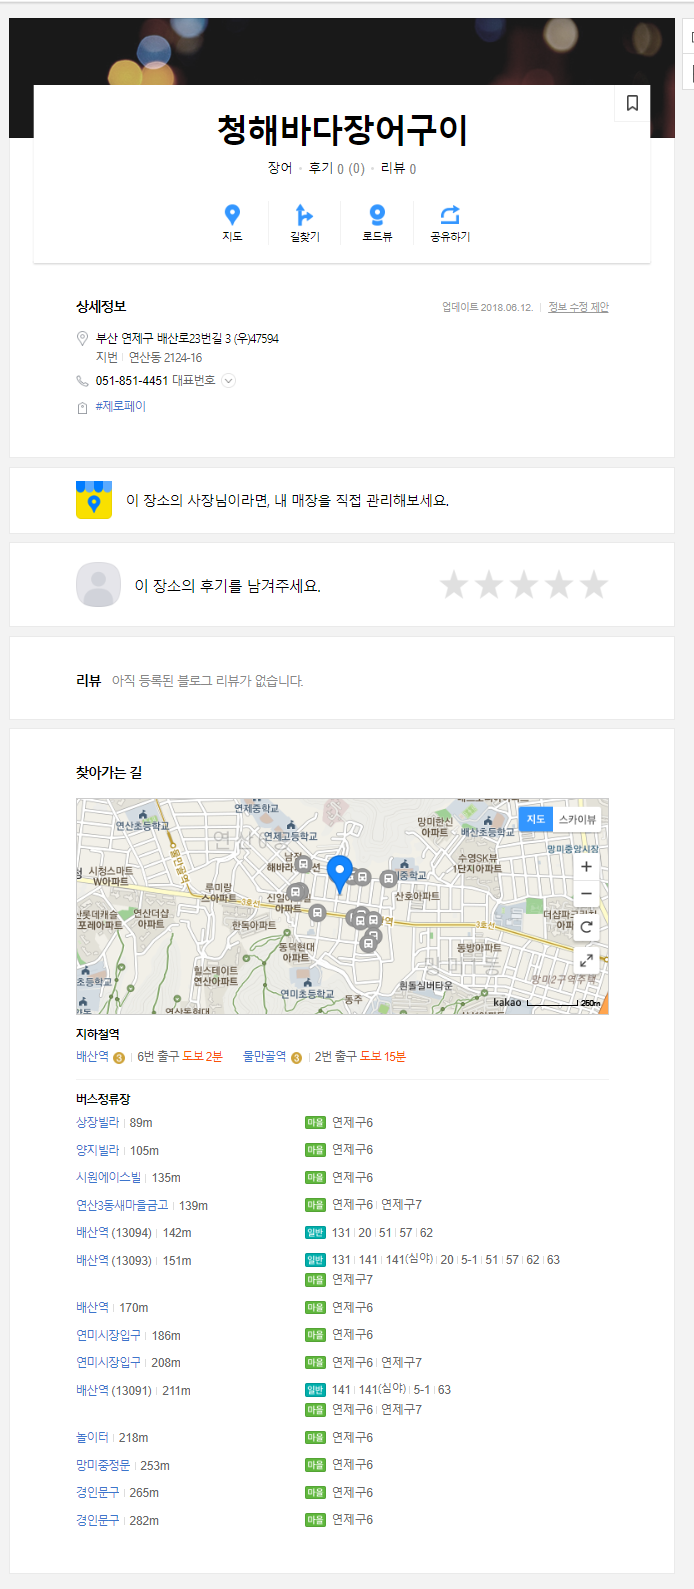 청해바다장어구이
장어 후기 0 (0) 리뷰 0
지도 길찾기 로드뷰 공유하기
상세정보 업데이트 2018.06.12. 정보 수정 제안
부산 연제구 배산로23번길 3 (우)47594
지번 연산동 2124-16
051-851-4451 대표번호
#제로페이
이 장소의 사장님이라면, 내 매장을 직접 관리해보세요.
이 장소의 후기를 남겨주세요.
리뷰 아직 등록된 블로그 리뷰가 없습니다.
찾아가는 길
연제중학교
연산초등학교
연제고등학교
망미한신
아파트
배산초등학교
지도 스카이뷰
망미중앙시장
시청스마트
W아파트
루미랑
스아파트
수영SK뷰
1단지아파트
산호아파트
3호선
연산더샵
아파트
한독아파트
동덕현대
아파트
3호선
동방아파트
힐스테이트
연산아파트
연미초등학교
동주
흰돌실버타운
망미2구역주택
kakao 250m
지하철역
배산역 3 6번 출구 도보 2분 물만골역 3 2번 출구 도보 15분
버스정류장
상장빌라 89m 마을 연제구6
양지빌라 105m 마을 연제구6
시원에이스빌 135m 마을 연제구6
연산3동새마을금고 139m 마을 연제구6 연제구7
배산역 (13094) 142m 일반 131 20 51 57 62
배산역 (13093) 151m 일반 131 141 141(심야) 20 5-1 51 57 62 63
마을 연제구7
배산역 170m 마을 연제구6
연미시장입구 186m 마을 연제구6
연미시장입구 208m 마을 연제구6 연제구7
배산역 (13091) 211m 일반 141 141(심야) 5-1 63
마을 연제구6 연제구7
놀이터 218m 마을 연제구6
망미중정문 253m 마을 연제구6
경인문구 265m 마을 연제구6
경인문구 282m 마을 연제구6